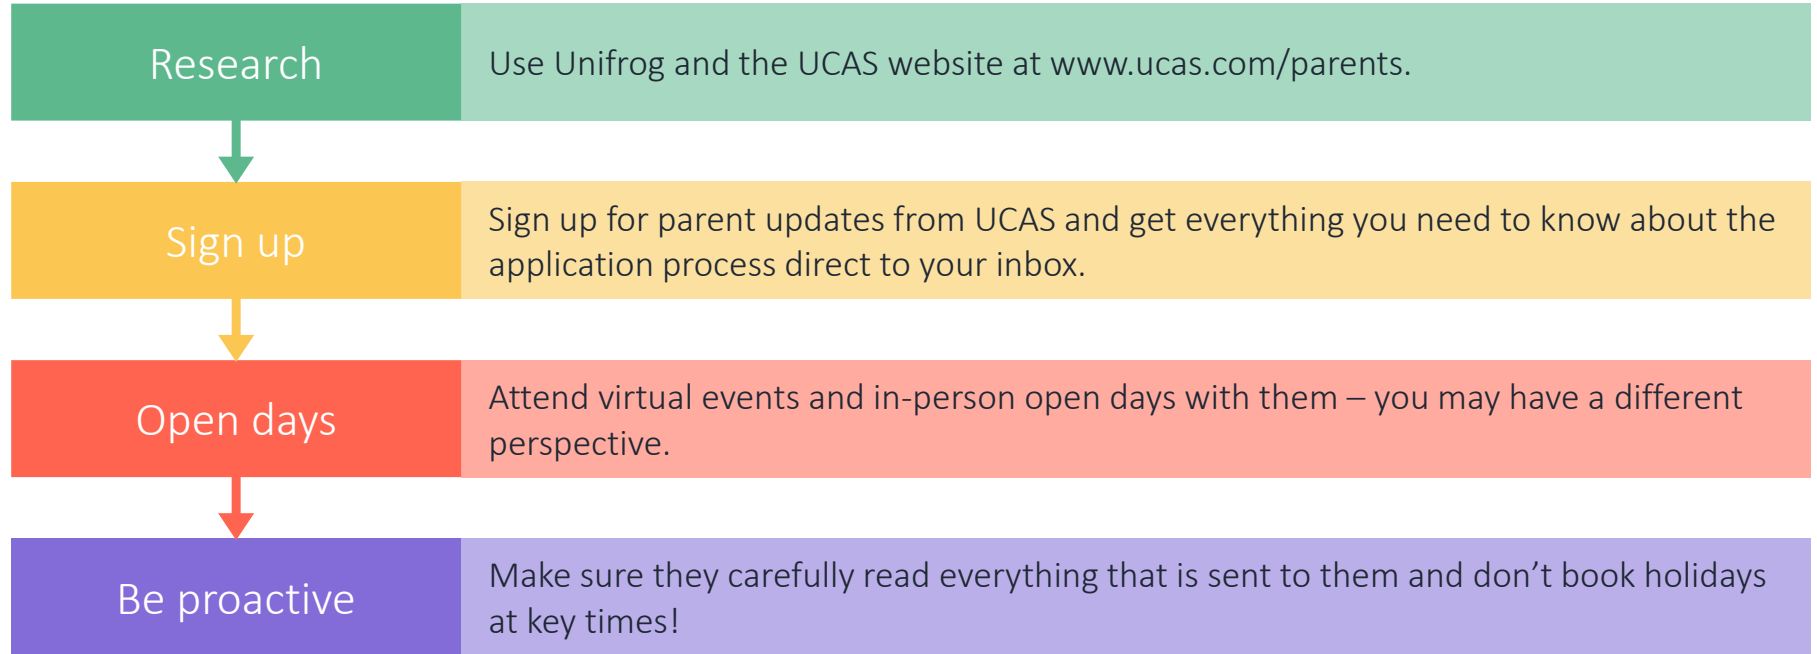 Research
Use Unifrog and the UCAS website at www.ucas.com/parents.
Sign up
Sign up for parent updates from UCAS and get everything you need to know about the
application process direct to your inbox.
Open days
Attend virtual events and in-person open days with them – you may have a different
perspective.
Be proactive
Make sure they carefully read everything that is sent to them and don’t book holidays
at key times!